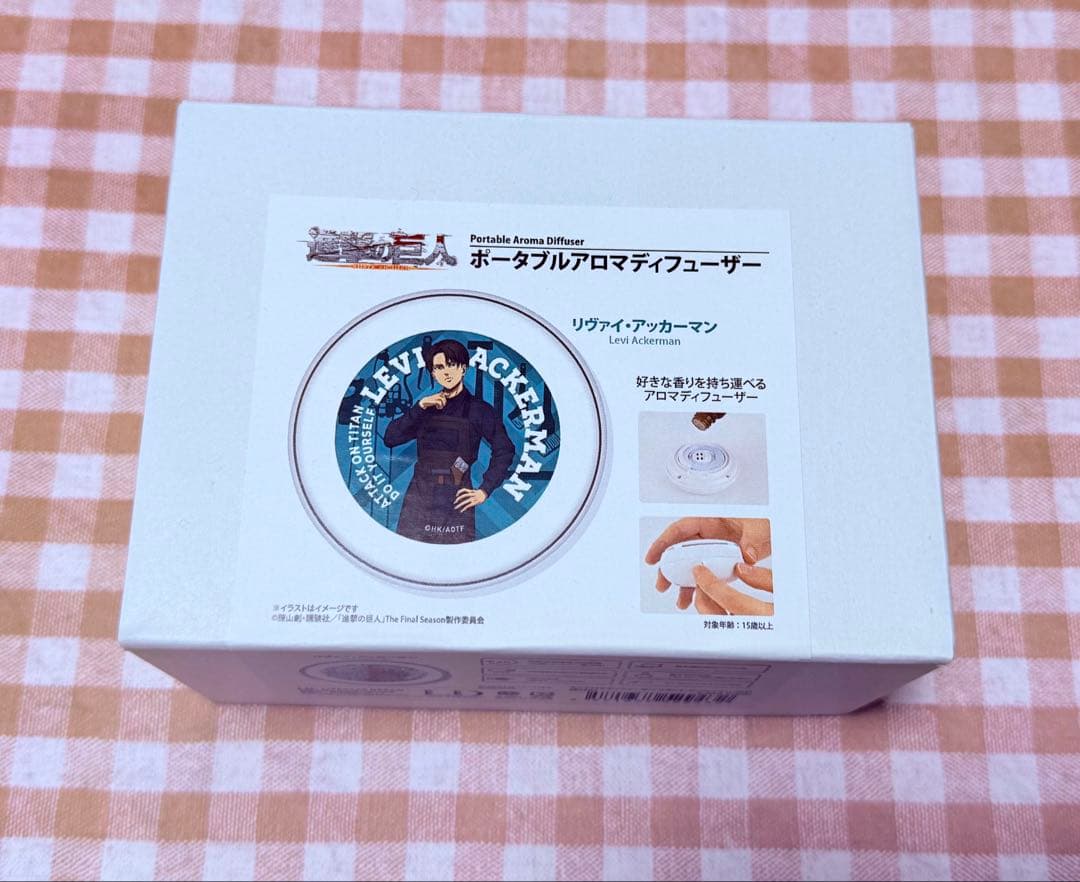 進撃の巨人
Portable Aroma Diffuser
ポータブルアロマディフューザー
リヴァイ・アッカーマン
Levi Ackerman
好きな香りを持ち運べる
アロマディフューザー
LEVI ACKERMAN
ATTACK ON TITAN
DO IT YOURSELF
©HK/AOTF
※イラストはイメージです
©諫山創・講談社/「進撃の巨人」The Final Season製作委員会
対象年齢:15歳以上